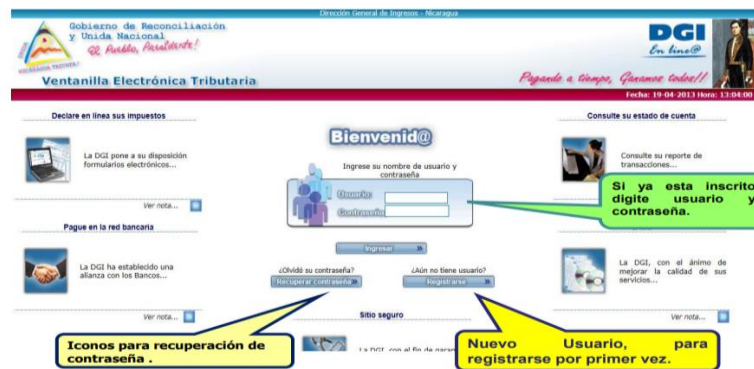 Dirección General de Ingresos - Nicaragua
Gobierno de Reconciliación
y Unida Nacional
El Pueblo, Presidente!
NICARAGUA TRIUNFA!
DGI
En line@
Ventanilla Electrónica Tributaria
Pagando a tiempo, Ganamos todos!!
Fecha: 19-04-2013 Hora: 13:04:00
Declare en línea sus impuestos
La DGI pone a su disposición
formularios electrónicos...
Ver nota...
Pague en la red bancaria
La DGI ha establecido una
alianza con los Bancos...
Ver nota...
Bienvenid@
Ingrese su nombre de usuario y
contraseña
Usuario:
Contraseña:
Ingresar
¿Olvidó su contraseña?
Recuperar contraseña
¿Aún no tiene usuario?
Registrarse
Sitio seguro
La DGI, con el fin de
Consulte su estado de cuenta
Consulte su reporte de
transacciones...
Si ya esta inscrito
digite usuario y
contraseña.
La DGI, con el ánimo de
mejorar la calidad de sus
servicios...
Ver nota...
Iconos para recuperación de
contraseña .
Nuevo Usuario, para
registrarse por primer vez.